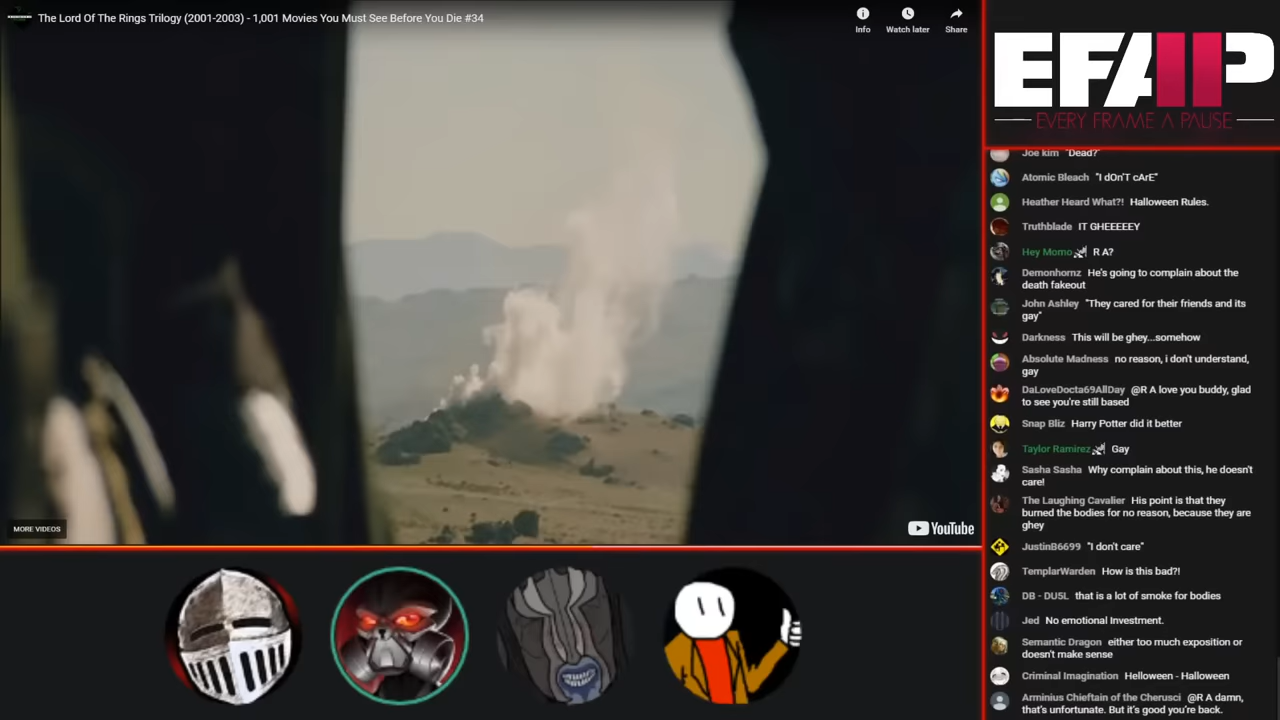 The Lord Of The Rings Trilogy (2001-2003) - 1,001 Movies You Must See Before You Die #34
Info
Watch later
Share
MORE VIDEOS
YouTube
EFAP
EVERY FRAME A PAUSE
Joe kim "Dead?"
Atomic Bleach "I dOn'T cArE"
Heather Heard What?! Halloween Rules.
Truthblade IT GHEEEEEY
Hey Momo R A?
Demonhornz He's going to complain about the
death fakeout
John Ashley "They cared for their friends and its
gay"
Darkness This will be ghey...somehow
Absolute Madness no reason, i don't understand,
gay
DaLoveDocta69AllDay @R A love you buddy, glad
to see you're still based
Snap Bliz Harry Potter did it better
Taylor Ramirez Gay
Sasha Sasha Why complain about this, he doesn't
care!
The Laughing Cavalier His point is that they
burned the bodies for no reason, because they are
ghey
JustinB6699 "I don't care"
TemplarWarden How is this bad?!
DB - DU5L that is a lot of smoke for bodies
Jed No emotional Investment.
Semantic Dragon either too much exposition or
doesn't make sense
Criminal Imagination Helloween - Halloween
Arminius Chieftain of the Cherusci @R A damn,
that's unfortunate. But it's good you're back.